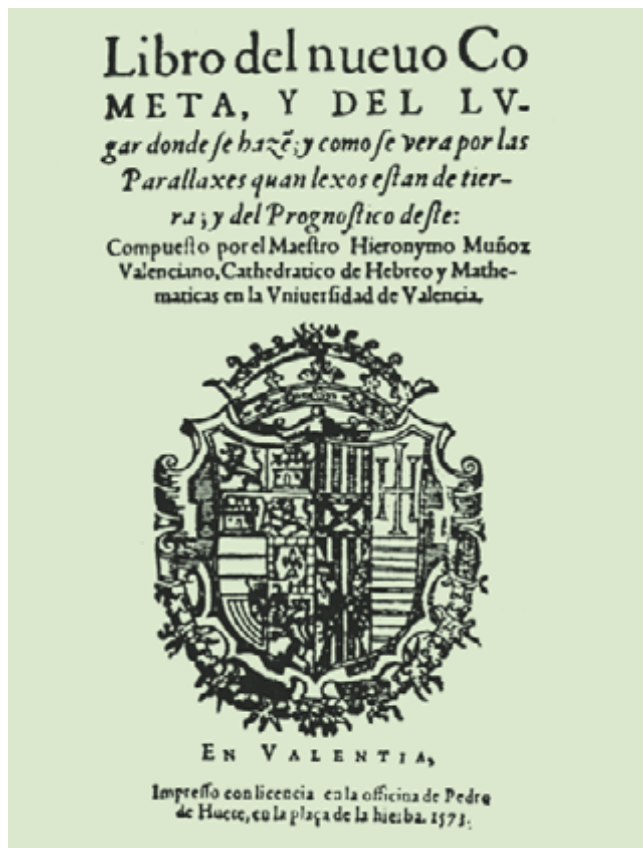 Libro del nueuo Co
META, Y DEL LV-
gar donde se hazẽ; y como se vera por las
Parallaxes quan lexos estan de tier-
ra; y del Prognostico deste:
Compuesto por el Maestro Hieronymo Muñoz
Valenciano, Cathedratico de Hebreo y Mathe-
maticas en la Vniuersidad de Valencia.
EN VALENTIA,
Impresso con licencia en la officina de Pedro
de Huete, en la plaça de la hierba. 1573.